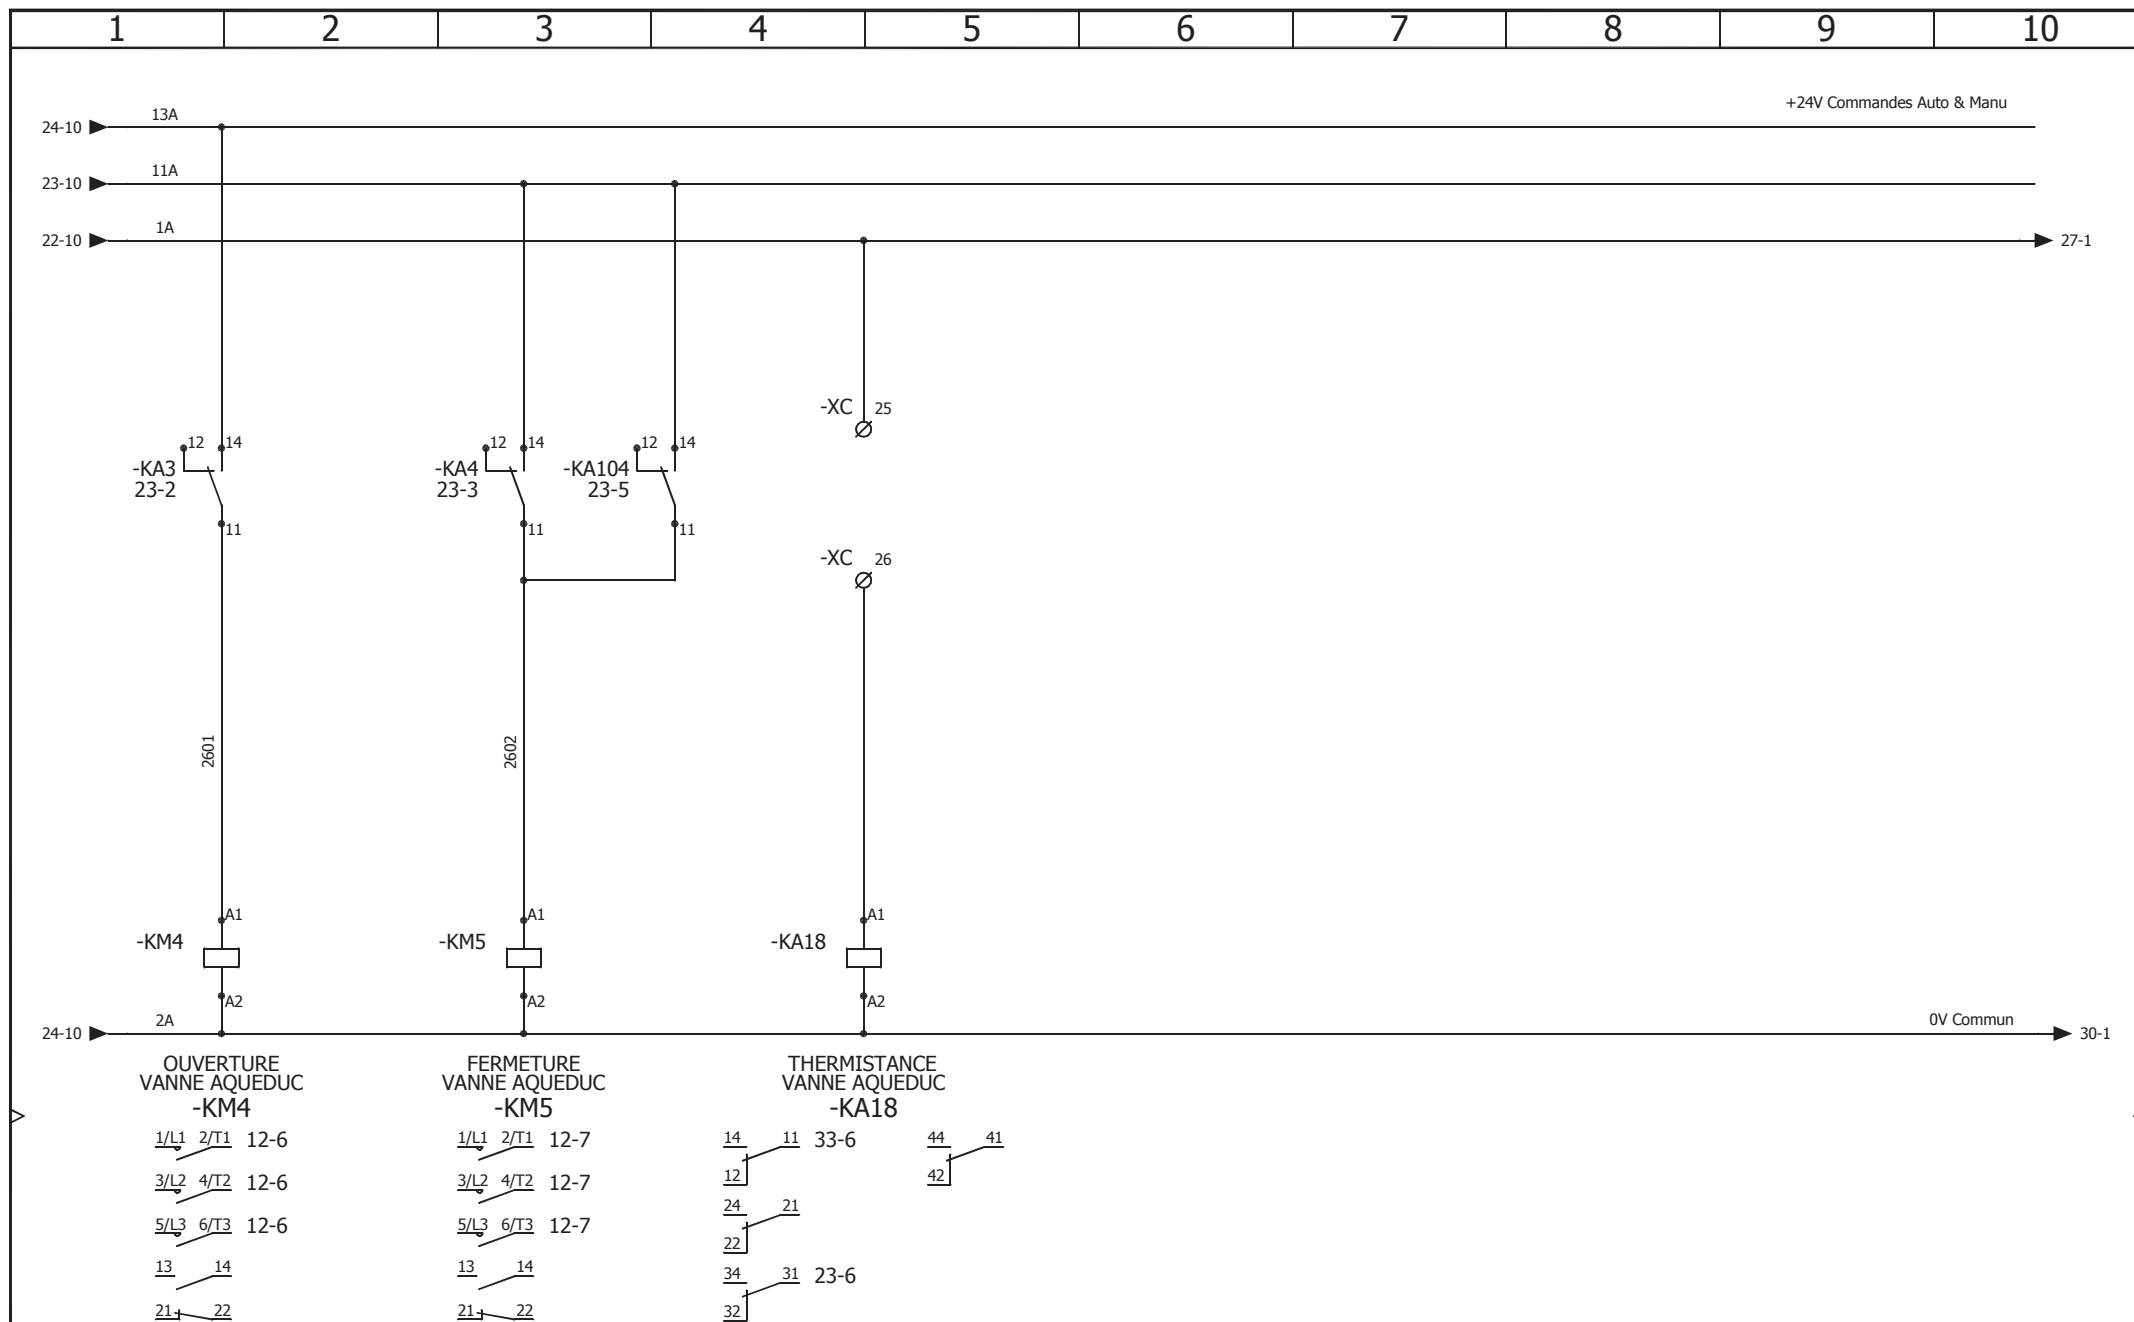 1 2 3 4 5 6 7 8 9 10
+24V Commandes Auto & Manu
13A
24-10
11A
23-10
1A
22-10 27-1
-XC 25
12 14 12 14 12 14
-KA3 -KA4 -KA104
23-2 23-3 23-5
11 11 11
-XC 26
2601 2602
A1 A1 A1
-KM4 -KM5 -KA18
A2 A2 A2
2A 0V Commun
24-10 30-1
OUVERTURE FERMETURE THERMISTANCE
VANNE AQUEDUC VANNE AQUEDUC VANNE AQUEDUC
-KM4 -KM5 -KA18
1/L1 2/T1 12-6 1/L1 2/T1 12-7 14 11 33-6 44 41
12 42
3/L2 4/T2 12-6 3/L2 4/T2 12-7
24 21
5/L3 6/T3 12-6 5/L3 6/T3 12-7
22
13 14 13 14 34 31 23-6
21 22 21 22 32